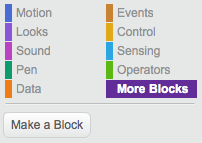 Motion Events
Looks Control
Sound Sensing
Pen Operators
Data More Blocks
Make a Block